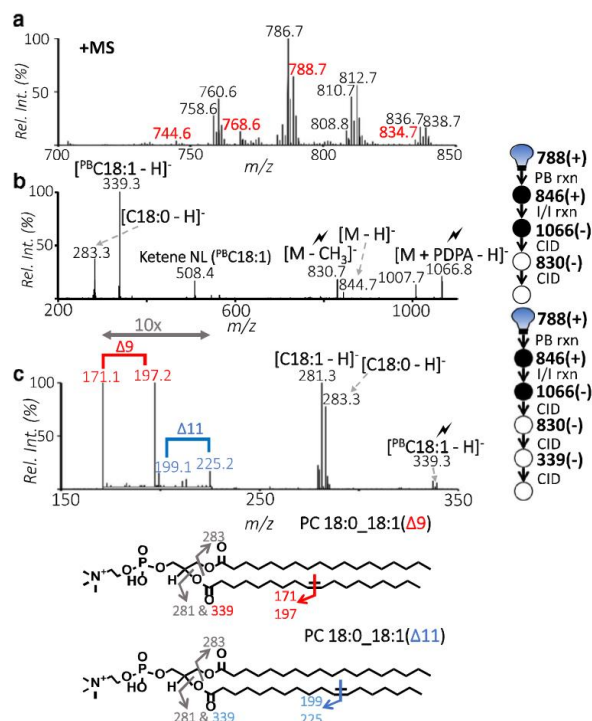 a
+MS
Rel. Int. (%)
100
50
744.6
758.6
760.6
768.6
786.7
788.7
808.8
810.7
812.7
834.7
836.7
838.7
700
750
800
850
m/z
b
Rel. Int. (%)
100
50
[ᴾᴮC18:1 - H]⁻
339.3
[C18:0 - H]⁻
283.3
Ketene NL (ᴾᴮC18:1)
508.4
[M - CH₃]⁻
830.7
[M - H]⁻
844.7
[M + PDPA - H]⁻
1007.7
1066.8
200
600
1000
m/z
10x
c
Rel. Int. (%)
100
50
Δ9
171.1
197.2
Δ11
199.1
225.2
[C18:1 - H]⁻
281.3
[C18:0 - H]⁻
283.3
[ᴾᴮC18:1 - H]⁻
339.3
150
250
350
m/z
788(+)
PB rxn
846(+)
I/I rxn
1066(-)
CID
830(-)
CID
788(+)
PB rxn
846(+)
I/I rxn
1066(-)
CID
830(-)
CID
339(-)
CID
PC 18:0_18:1(Δ9)
283
N⁺
O
P
O
HO
O
H
O
O
O
281 & 339
171
197
PC 18:0_18:1(Δ11)
283
N⁺
O
P
O
HO
O
H
O
O
O
281 & 339
199
225